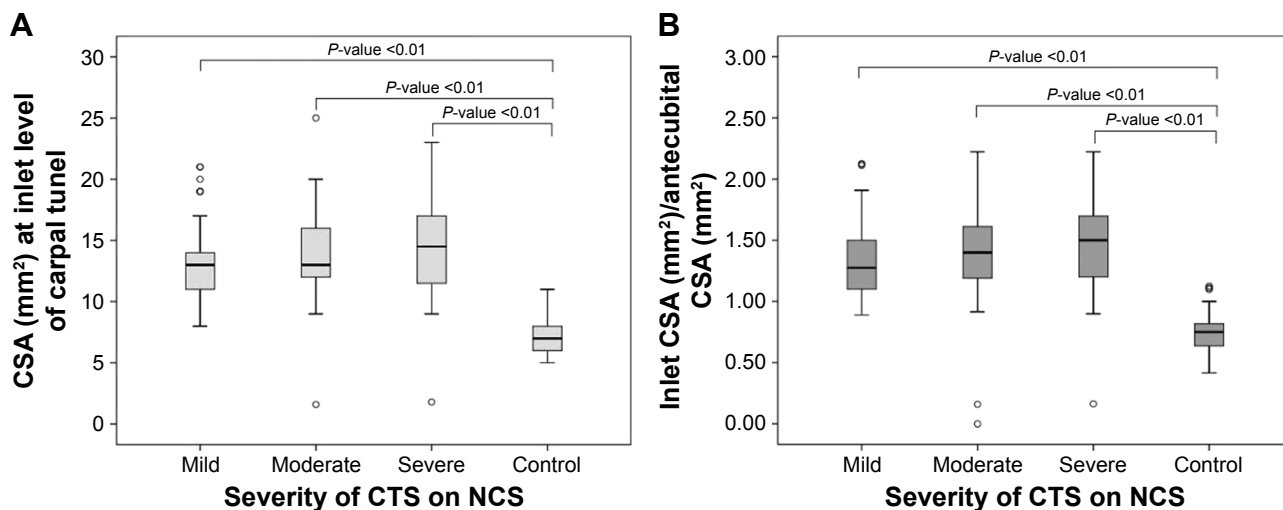 A
CSA (mm²) at inlet level
of carpal tunel
30
25
20
15
10
5
0
P-value <0.01
P-value <0.01
P-value <0.01
Mild Moderate Severe Control
Severity of CTS on NCS
B
Inlet CSA (mm²)/antecubital
CSA (mm²)
3.00
2.50
2.00
1.50
1.00
0.50
0.00
P-value <0.01
P-value <0.01
P-value <0.01
Mild Moderate Severe Control
Severity of CTS on NCS